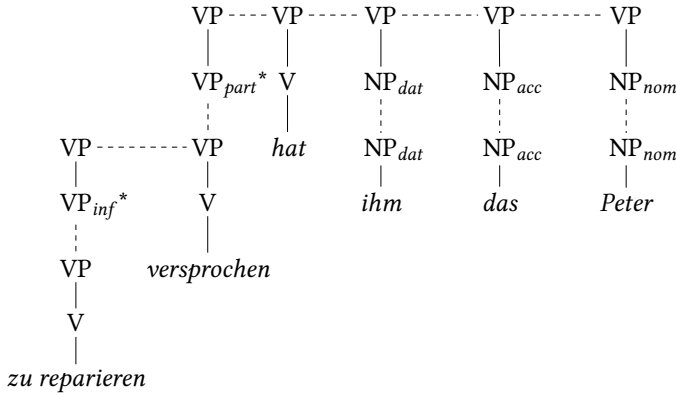 VP VP VP VP VP
VP_part* V NP_dat NP_acc NP_nom
VP VP hat NP_dat NP_acc NP_nom
VP_inf* V ihm das Peter
VP versprochen
V
zu reparieren